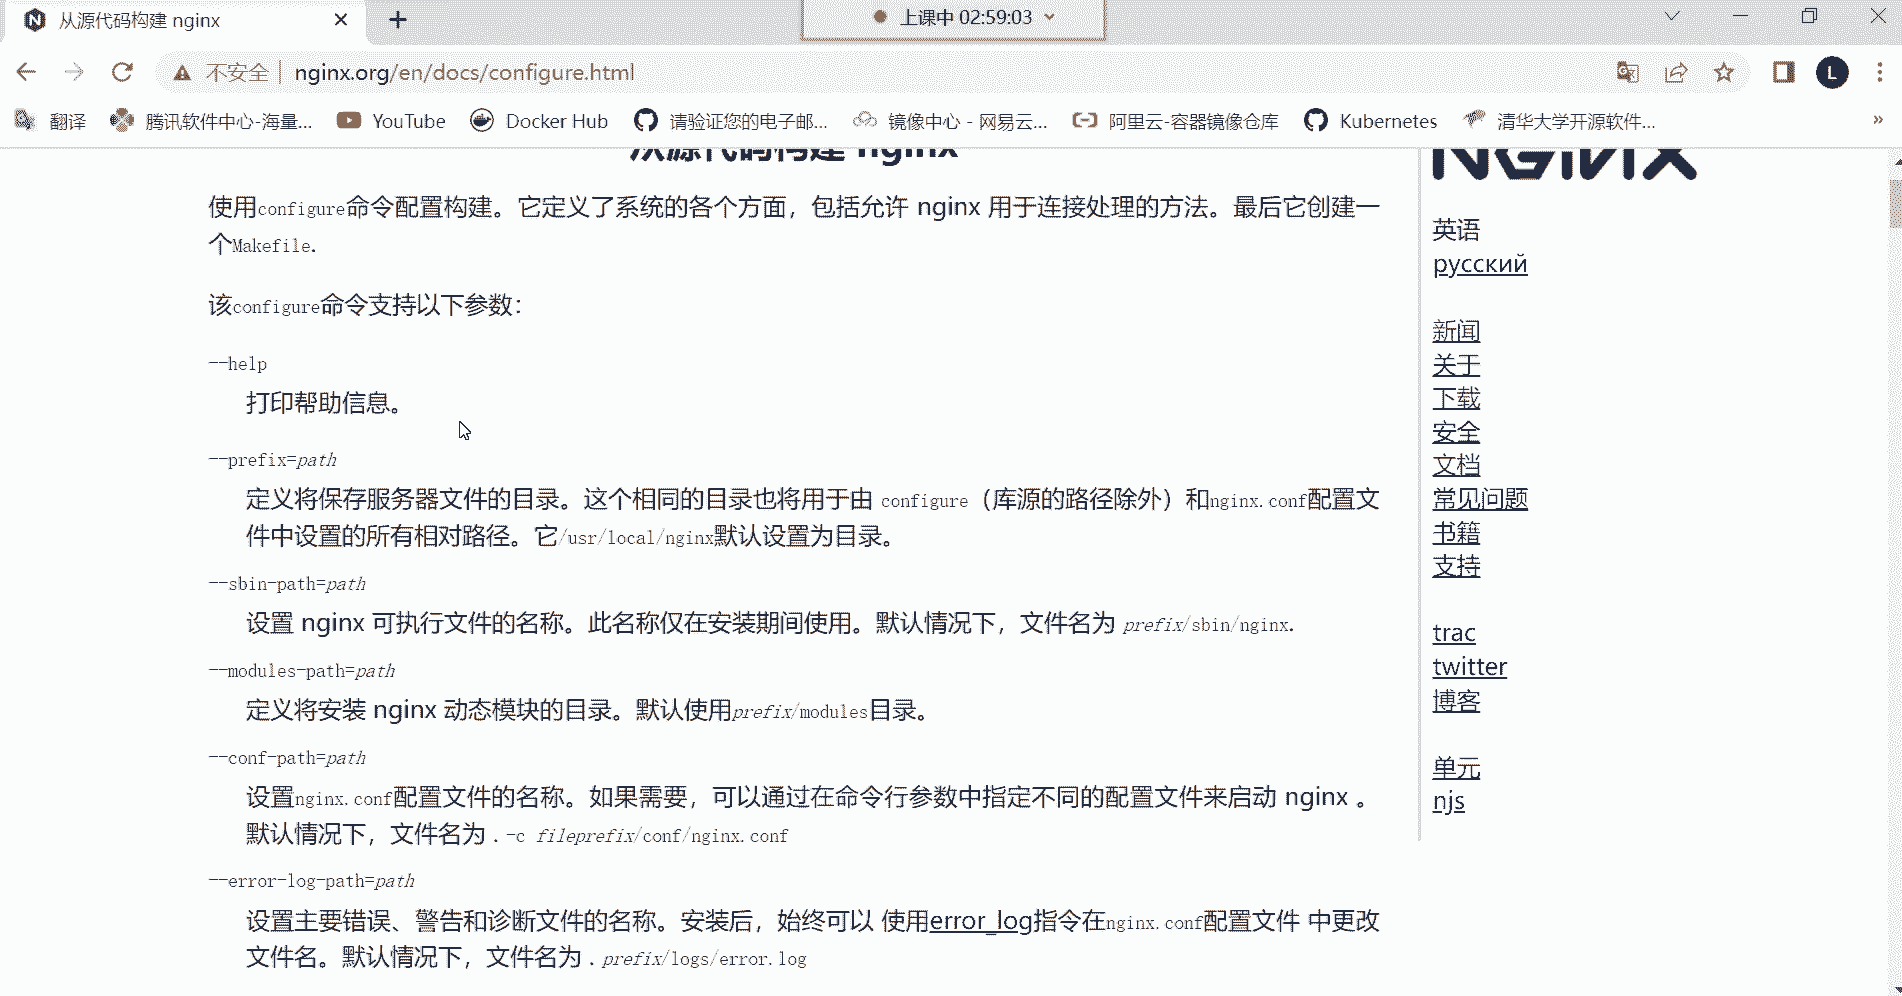 从源代码构建 nginx
上课中 02:59:03
不安全 nginx.org/en/docs/configure.html
L
翻译 腾讯软件中心-海量... YouTube Docker Hub 请验证您的电子邮... 镜像中心 - 网易云... 阿里云-容器镜像仓库 Kubernetes 清华大学开源软件... »
从源代码构建 nginx
使用configure命令配置构建。它定义了系统的各个方面，包括允许 nginx 用于连接处理的方法。最后它创建一
个Makefile.
该configure命令支持以下参数：
--help
打印帮助信息。
--prefix=path
定义将保存服务器文件的目录。这个相同的目录也将用于由 configure（库源的路径除外）和nginx.conf配置文
件中设置的所有相对路径。它/usr/local/nginx默认设置为目录。
--sbin-path=path
设置 nginx 可执行文件的名称。此名称仅在安装期间使用。默认情况下，文件名为 prefix/sbin/nginx.
--modules-path=path
定义将安装 nginx 动态模块的目录。默认使用prefix/modules目录。
--conf-path=path
设置nginx.conf配置文件的名称。如果需要，可以通过在命令行参数中指定不同的配置文件来启动 nginx 。
默认情况下，文件名为 . -c fileprefix/conf/nginx.conf
--error-log-path=path
设置主要错误、警告和诊断文件的名称。安装后，始终可以 使用error_log指令在nginx.conf配置文件 中更改
文件名。默认情况下，文件名为 . prefix/logs/error.log
NGINX
英语
русский
新闻
关于
下载
安全
文档
常见问题
书籍
支持
trac
twitter
博客
单元
njs